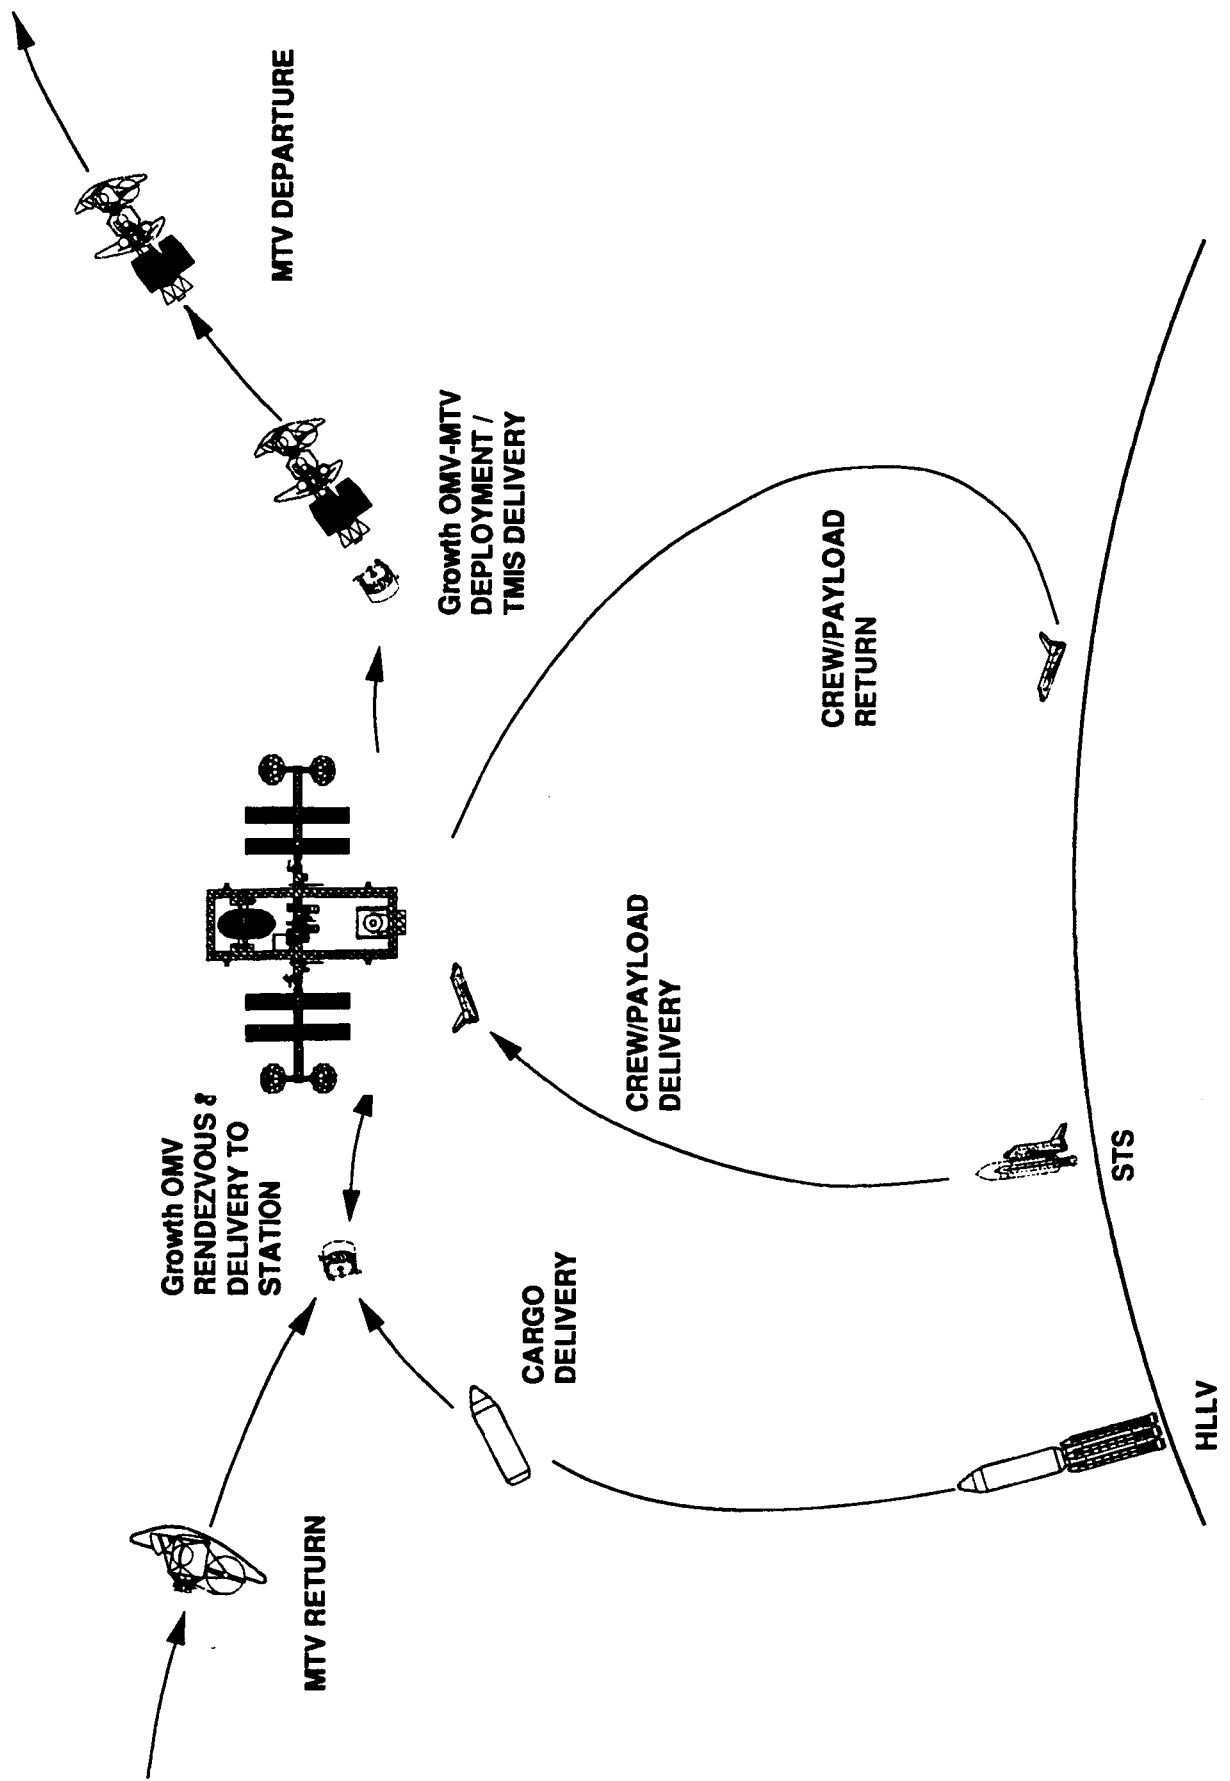 MTV RETURN
Growth OMV
RENDEZVOUS &
DELIVERY TO
STATION
MTV DEPARTURE
Growth OMV-MTV
DEPLOYMENT /
TMIS DELIVERY
CARGO
DELIVERY
CREW/PAYLOAD
DELIVERY
CREW/PAYLOAD
RETURN
HLLV
STS